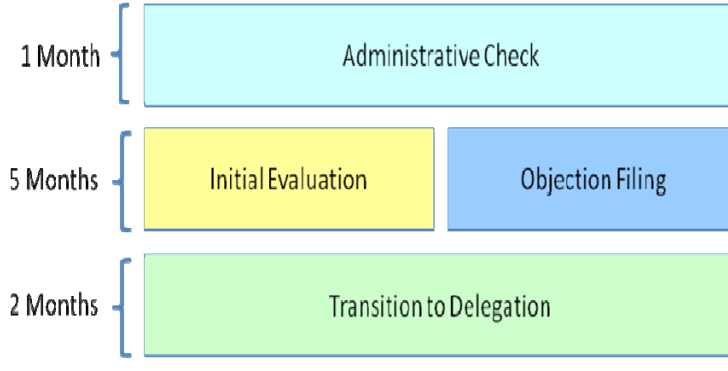 1 Month
Administrative Check
5 Months
Initial Evaluation
Objection Filing
2 Months
Transition to Delegation